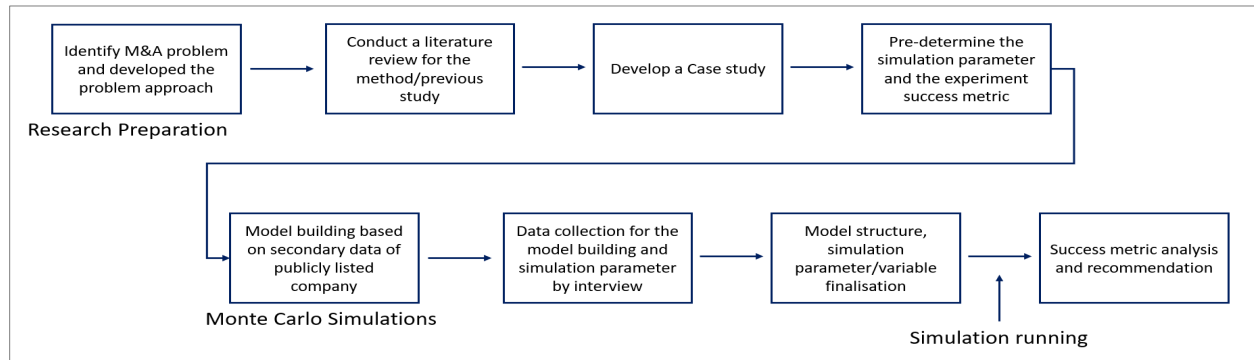 Identify M&A problem
and developed the
problem approach
Conduct a literature
review for the
method/previous
study
Develop a Case study
Pre-determine the
simulation parameter
and the experiment
success metric
Research Preparation
Model building based
on secondary data of
publicly listed
company
Data collection for the
model building and
simulation parameter
by interview
Model structure,
simulation
parameter/variable
finalisation
Success metric analysis
and recommendation
Monte Carlo Simulations
Simulation running